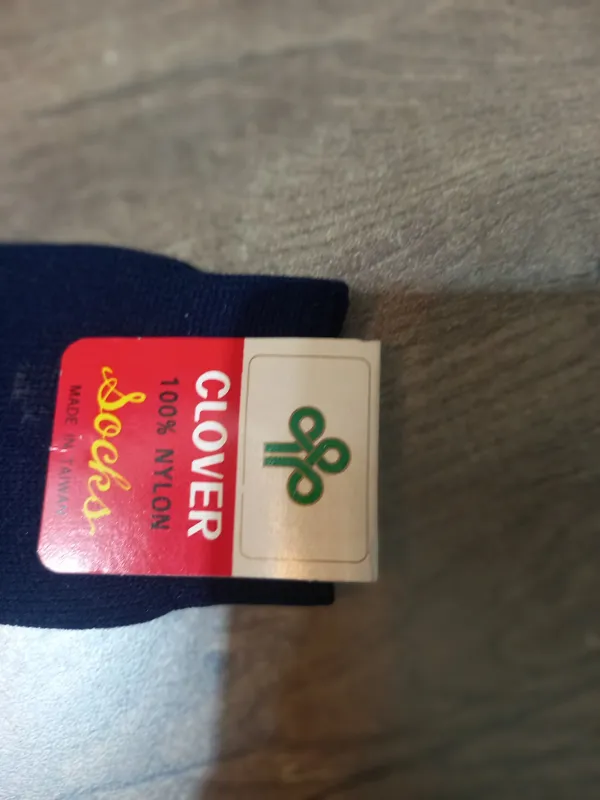 CLOVER
100% NYLON
Socks
MADE IN TAIWAN